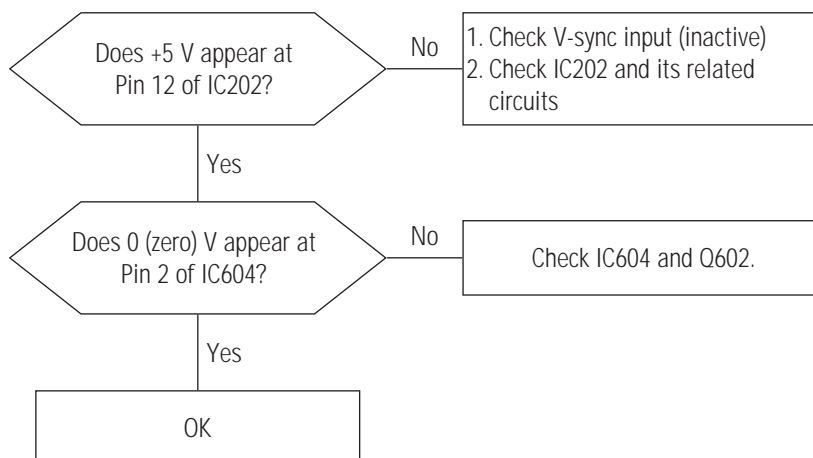 Does +5 V appear at
Pin 12 of IC202?
No
1. Check V-sync input (inactive)
2. Check IC202 and its related
circuits
Yes
Does 0 (zero) V appear at
Pin 2 of IC604?
No
Check IC604 and Q602.
Yes
OK